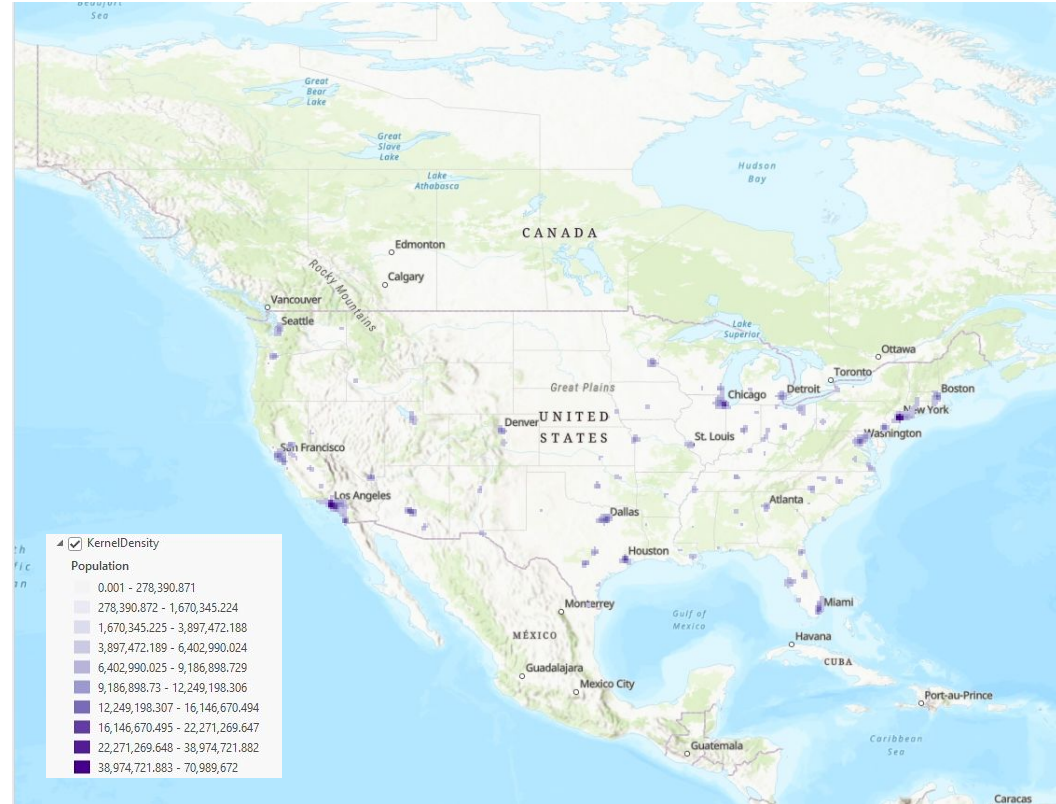 Beaufort
Sea
Great
Bear
Lake
Great
Slave
Lake
Lake
Athabasca
Hudson
Bay
CANADA
Edmonton
Calgary
Rocky Mountains
Vancouver
Seattle
Lake
Superior
Ottawa
Toronto
Great Plains
Chicago
Detroit
Boston
New York
Denver
UNITED
STATES
St. Louis
Washington
San Francisco
Los Angeles
Atlanta
Dallas
Houston
Miami
Monterrey
Gulf of
Mexico
MÉXICO
Havana
CUBA
Guadalajara
Mexico City
Port-au-Prince
Guatemala
Caribbean
Sea
Caracas
th
fic
an
KernelDensity
Population
0.001 - 278,390.871
278,390.872 - 1,670,345.224
1,670,345.225 - 3,897,472.188
3,897,472.189 - 6,402,990.024
6,402,990.025 - 9,186,898.729
9,186,898.73 - 12,249,198.306
12,249,198.307 - 16,146,670.494
16,146,670.495 - 22,271,269.647
22,271,269.648 - 38,974,721.882
38,974,721.883 - 70,989,672